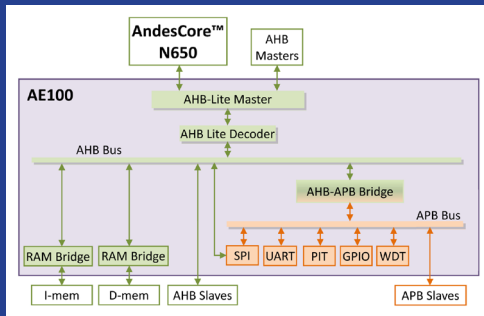 AndesCore™
N650
AHB
Masters
AE100
AHB-Lite Master
AHB Lite Decoder
AHB Bus
AHB-APB Bridge
APB Bus
RAM Bridge
RAM Bridge
SPI
UART
PIT
GPIO
WDT
I-mem
D-mem
AHB Slaves
APB Slaves